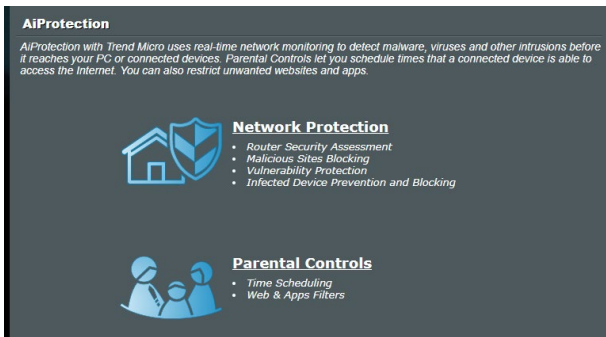 AiProtection
AiProtection with Trend Micro uses real-time network monitoring to detect malware, viruses and other intrusions before
it reaches your PC or connected devices. Parental Controls let you schedule times that a connected device is able to
access the Internet. You can also restrict unwanted websites and apps.
Network Protection
• Router Security Assessment
• Malicious Sites Blocking
• Vulnerability Protection
• Infected Device Prevention and Blocking
Parental Controls
• Time Scheduling
• Web & Apps Filters